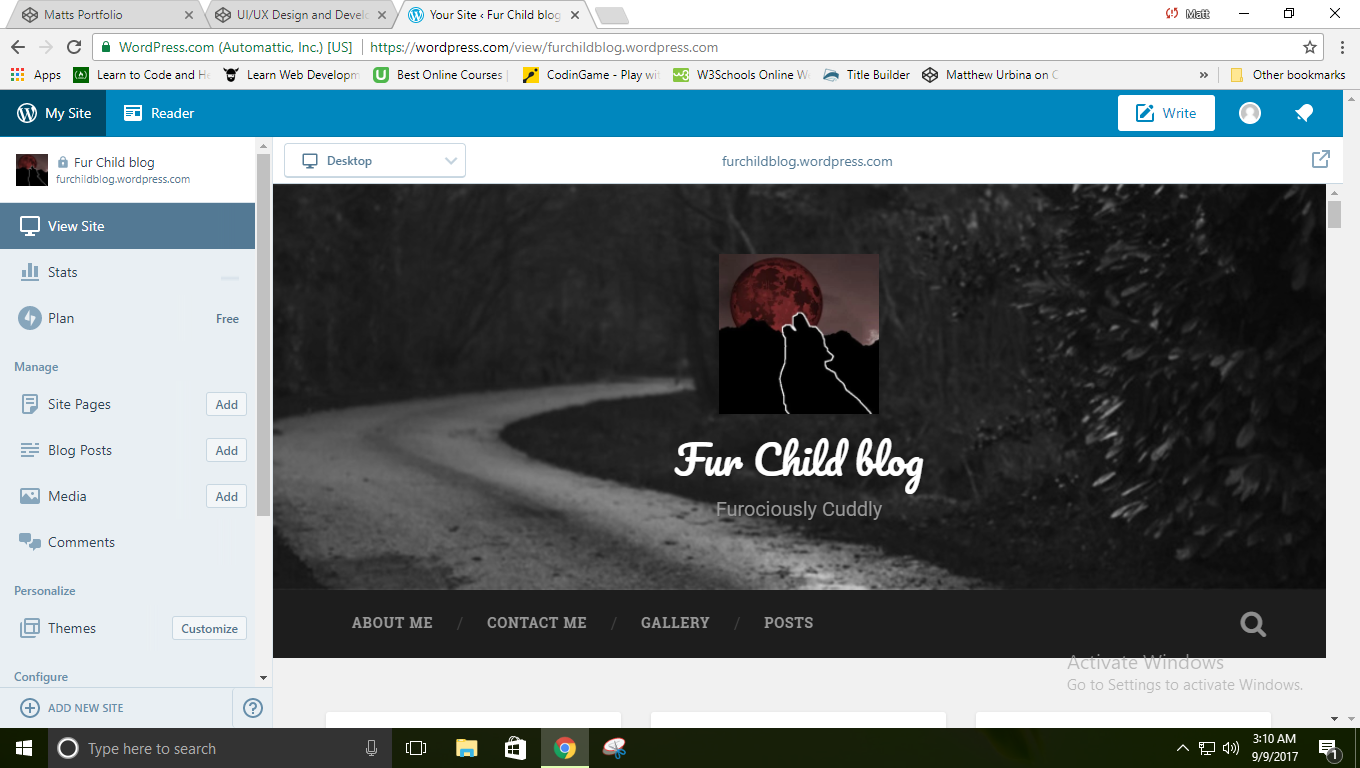 Matts Portfolio
UI/UX Design and Develo
Your Site ‹ Fur Child blog
Matt
WordPress.com (Automattic, Inc.) [US]
https://wordpress.com/view/furchildblog.wordpress.com
Apps
Learn to Code and He
Learn Web Developm
Best Online Courses |
CodinGame - Play wit
W3Schools Online We
Title Builder
Matthew Urbina on C
»
Other bookmarks
My Site
Reader
Write
Fur Child blog
furchildblog.wordpress.com
Desktop
furchildblog.wordpress.com
View Site
Stats
Plan Free
Manage
Site Pages Add
Blog Posts Add
Media Add
Comments
Personalize
Themes Customize
Configure
ADD NEW SITE
Fur Child blog
Furociously Cuddly
ABOUT ME / CONTACT ME / GALLERY / POSTS
Activate Windows
Go to Settings to activate Windows.
Type here to search
3:10 AM
9/9/2017
1